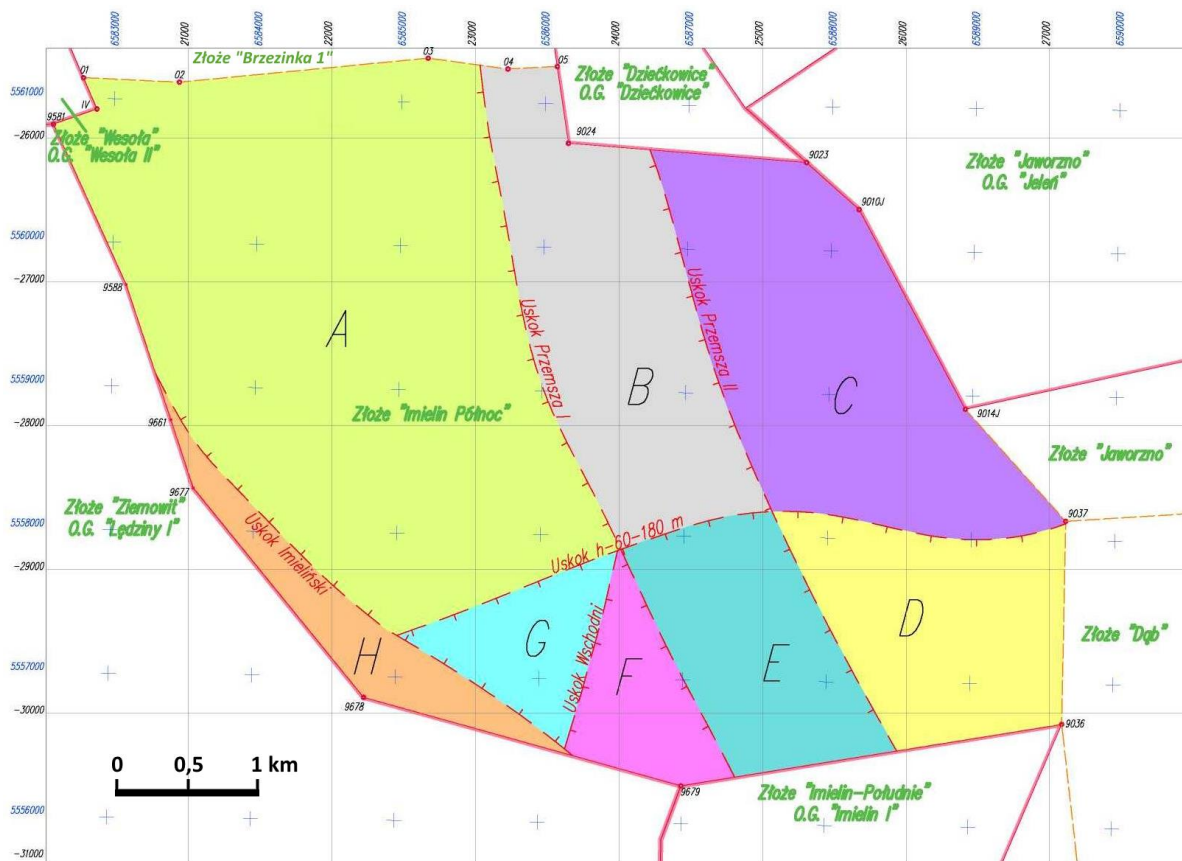 6583000
21000
6584000
22000
6585000
23000
6586000
24000
6587000
25000
6588000
26000
6589000
27000
6590000
Złoże "Brzezinka 1"
01
02
03
04
05
Złoże "Dziećkowice"
O.G. "Dziećkowice"
5561000
IV
9581
-26000
Złoże "Wesoła"
O.G. "Wesoła II"
9024
9023
Złoże "Jaworzno"
O.G. "Jeleń"
9010J
5560000
-27000
9588
Uskok Przemsza I
Uskok Przemsza II
A
B
C
5559000
Złoże "Imielin Północ"
9014J
-28000
9661
Złoże "Jaworzno"
9677
Złoże "Ziemowit"
O.G. "Lędziny I"
5558000
9037
Uskok h-60-180 m
Uskok Imieliński
-29000
D
G
Uskok Wschodni
F
E
H
Złoże "Dąb"
5557000
9678
-30000
9036
0 0,5 1 km
9679
Złoże "Imielin-Południe"
O.G. "Imielin I"
5556000
-31000